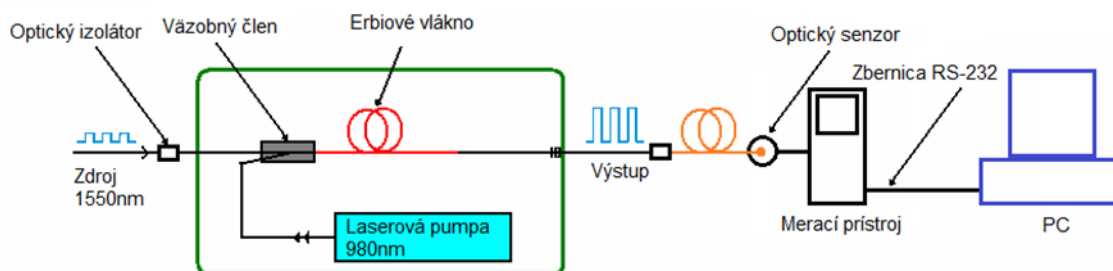 Optický izolátor
Väzobný člen
Erbiové vlákno
Optický senzor
Zbernica RS-232
Zdroj
1550nm
Výstup
Laserová pumpa
980nm
Merací prístroj
PC